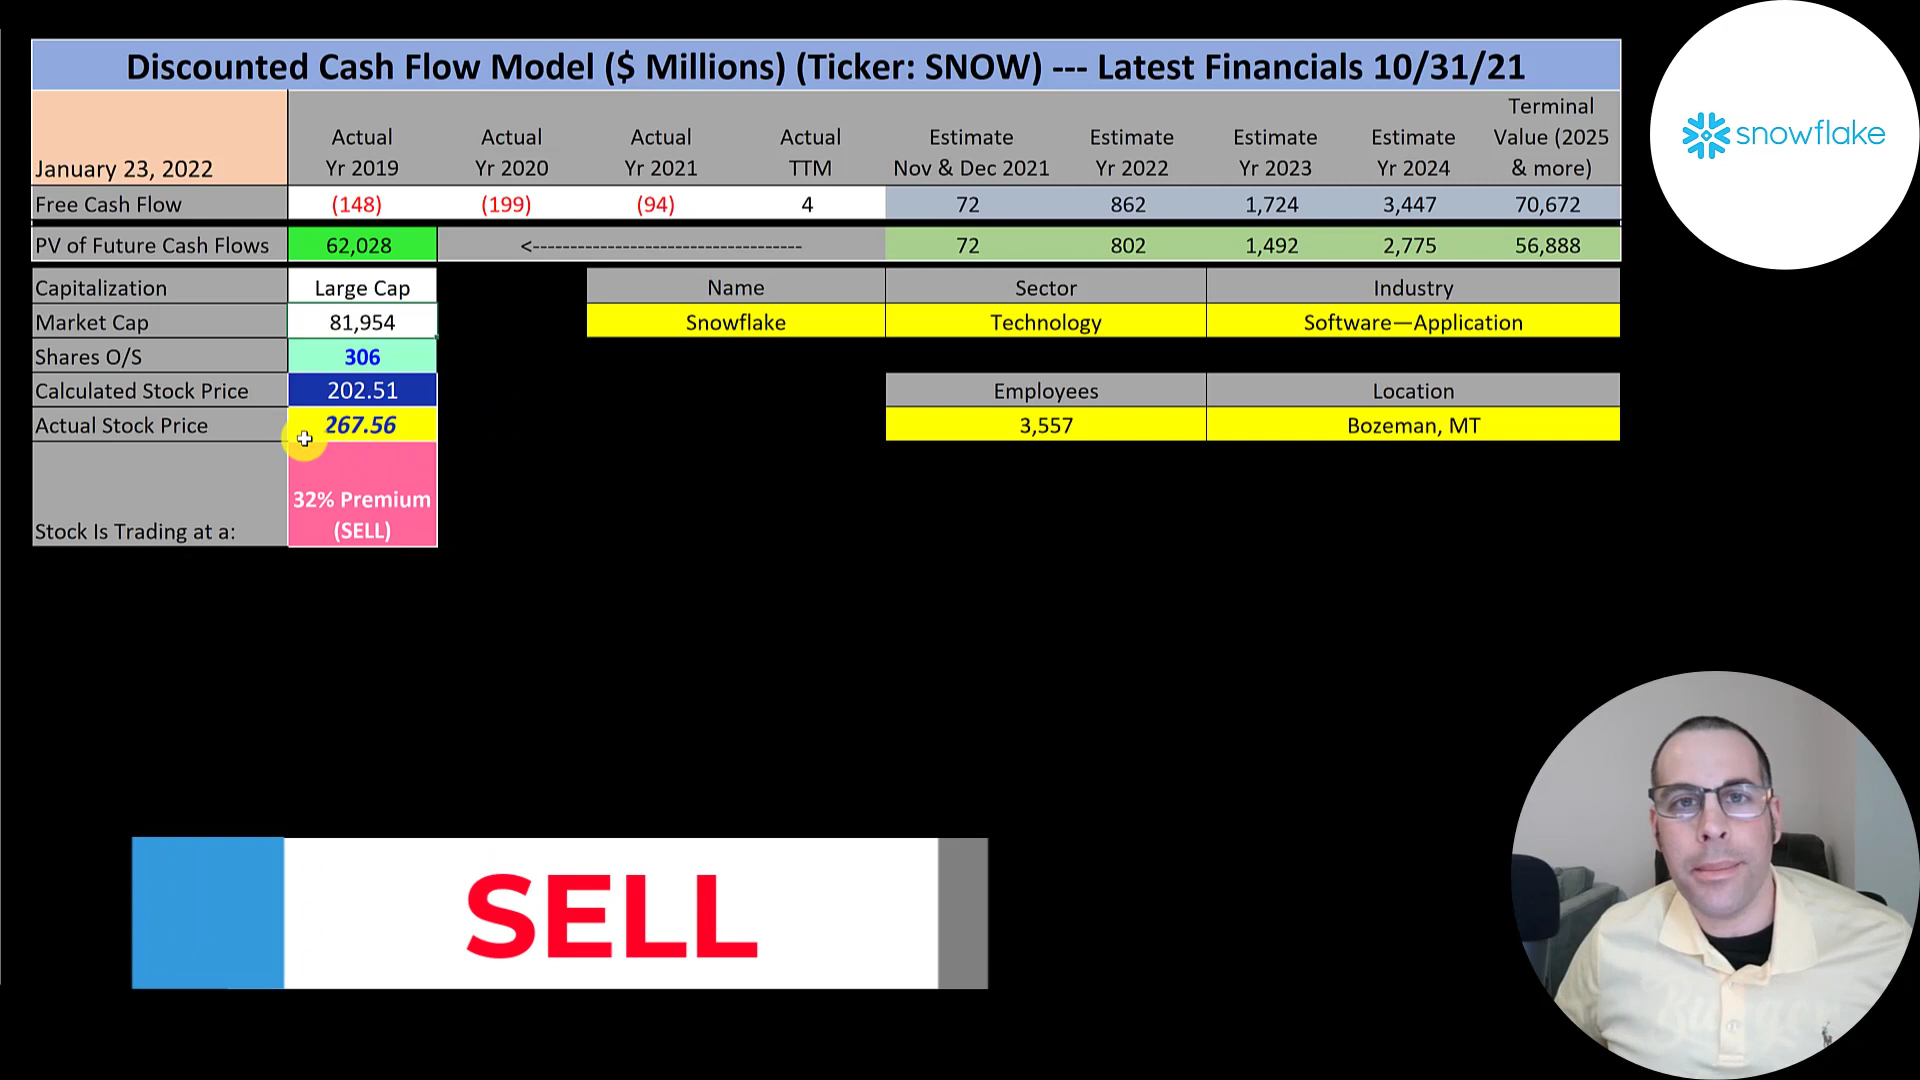 Discounted Cash Flow Model ($ Millions) (Ticker: SNOW) --- Latest Financials 10/31/21
snowflake
January 23, 2022 Actual Yr 2019 Actual Yr 2020 Actual Yr 2021 Actual TTM Estimate Nov & Dec 2021 Estimate Yr 2022 Estimate Yr 2023 Estimate Yr 2024 Terminal Value (2025 & more)
Free Cash Flow (148) (199) (94) 4 72 862 1,724 3,447 70,672
PV of Future Cash Flows 62,028 <------------------------------------ 72 802 1,492 2,775 56,888
Capitalization Large Cap Name Sector Industry
Market Cap 81,954 Snowflake Technology Software—Application
Shares O/S 306
Calculated Stock Price 202.51 Employees Location
Actual Stock Price 267.56 3,557 Bozeman, MT
Stock Is Trading at a: 32% Premium (SELL)
SELL